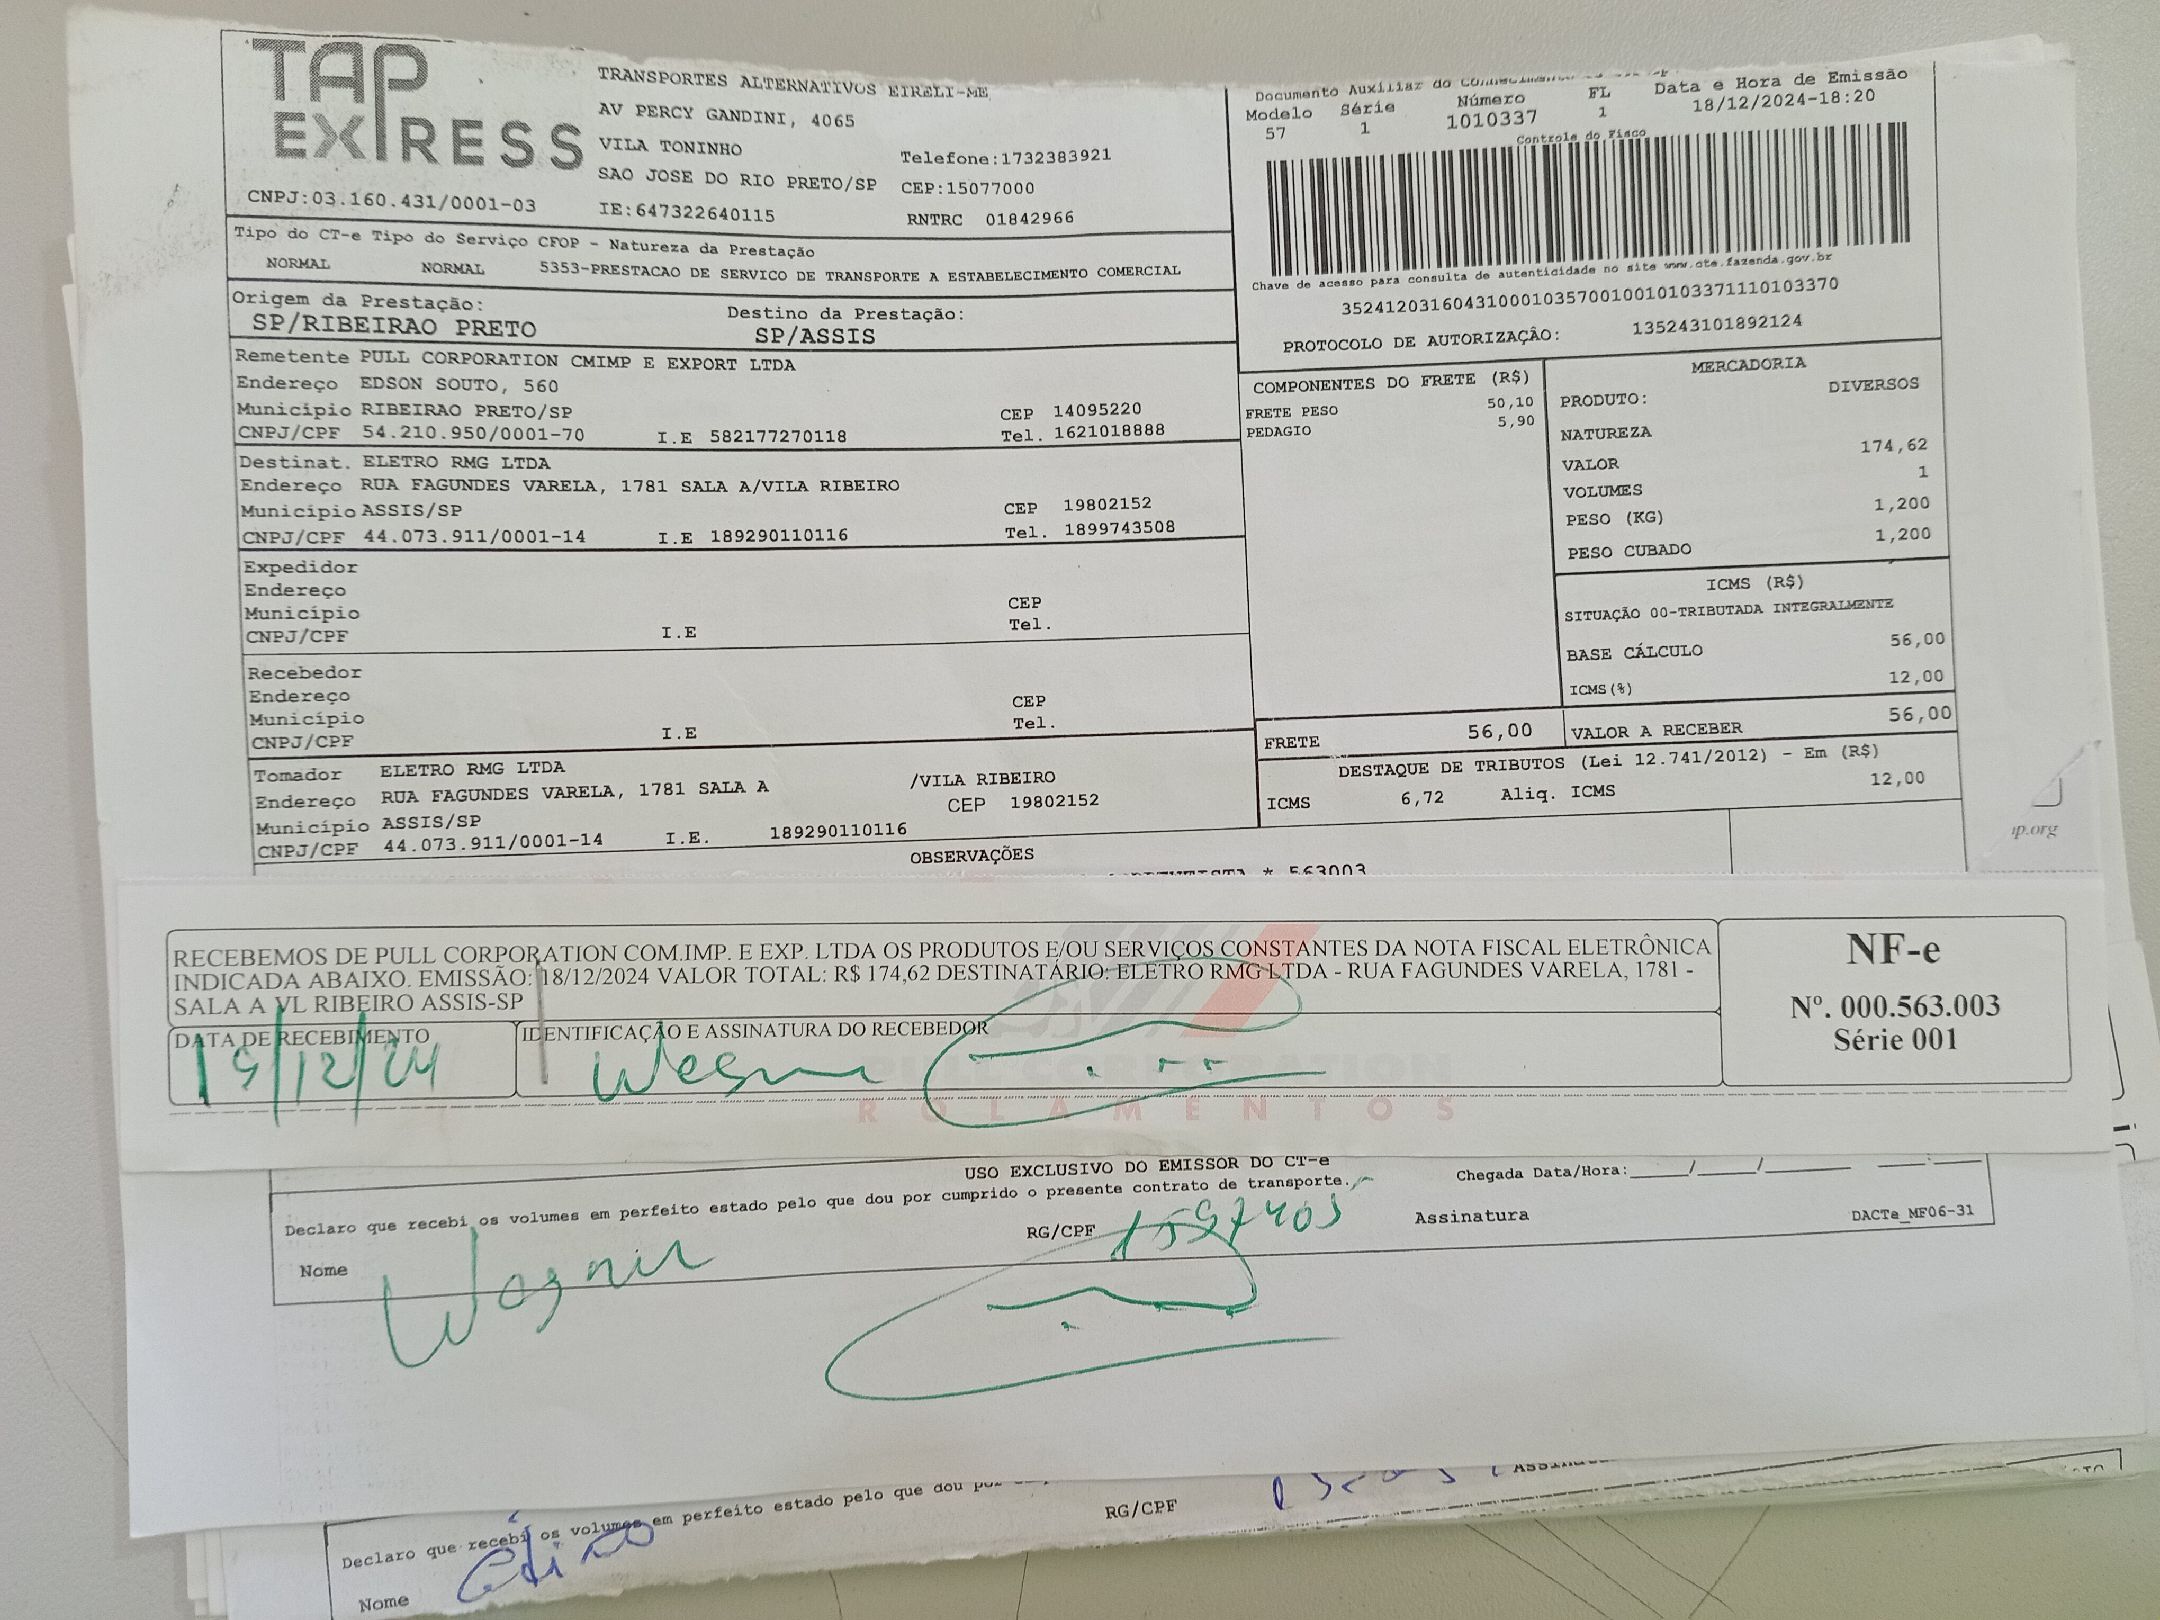 TAP
EXPRESS
CNPJ:03.160.431/0001-03
TRANSPORTES ALTERNATIVOS EIRELI-ME
AV PERCY GANDINI, 4065
VILA TONINHO
Telefone:1732383921
SAO JOSE DO RIO PRETO/SP CEP:15077000
IE:647322640115
RNTRC 01842966
Documento Auxiliar do
Modelo Série Número FL Data e Hora de Emissão
57 1 1010337 1 18/12/2024-18:20
Controle do Fisco
Chave de acesso para consulta de autenticidade no site www.cte.fazenda.gov.br
35241203160431000103570010010103371110103370
PROTOCOLO DE AUTORIZAÇÃO: 135243101892124
Tipo do CT-e Tipo do Serviço CFOP - Natureza da Prestação
NORMAL NORMAL 5353-PRESTACAO DE SERVICO DE TRANSPORTE A ESTABELECIMENTO COMERCIAL
Origem da Prestação: Destino da Prestação:
SP/RIBEIRAO PRETO SP/ASSIS
Remetente PULL CORPORATION CMIMP E EXPORT LTDA
Endereço EDSON SOUTO, 560
Município RIBEIRAO PRETO/SP CEP 14095220
CNPJ/CPF 54.210.950/0001-70 I.E 582177270118 Tel. 1621018888
Destinat. ELETRO RMG LTDA
Endereço RUA FAGUNDES VARELA, 1781 SALA A/VILA RIBEIRO
Município ASSIS/SP CEP 19802152
CNPJ/CPF 44.073.911/0001-14 I.E 189290110116 Tel. 1899743508
Expedidor
Endereço
Município CEP
CNPJ/CPF I.E Tel.
Recebedor
Endereço
Município CEP
CNPJ/CPF I.E Tel.
Tomador ELETRO RMG LTDA
Endereço RUA FAGUNDES VARELA, 1781 SALA A /VILA RIBEIRO
Município ASSIS/SP CEP 19802152
CNPJ/CPF 44.073.911/0001-14 I.E. 189290110116
COMPONENTES DO FRETE (R$)
FRETE PESO 50,10
PEDAGIO 5,90
MERCADORIA
PRODUTO: DIVERSOS
NATUREZA
VALOR 174,62
VOLUMES 1
PESO (KG) 1,200
PESO CUBADO 1,200
ICMS (R$)
SITUAÇÃO 00-TRIBUTADA INTEGRALMENTE
BASE CÁLCULO 56,00
ICMS(%) 12,00
FRETE 56,00 VALOR A RECEBER 56,00
DESTAQUE DE TRIBUTOS (Lei 12.741/2012) - Em (R$)
ICMS 6,72 Aliq. ICMS 12,00
ip.org
OBSERVAÇÕES
* 563003
RECEBEMOS DE PULL CORPORATION COM.IMP. E EXP. LTDA OS PRODUTOS E/OU SERVIÇOS CONSTANTES DA NOTA FISCAL ELETRÔNICA
INDICADA ABAIXO. EMISSÃO: 18/12/2024 VALOR TOTAL: R$ 174,62 DESTINATÁRIO: ELETRO RMG LTDA - RUA FAGUNDES VARELA, 1781 -
SALA A VL RIBEIRO ASSIS-SP
DATA DE RECEBIMENTO IDENTIFICAÇÃO E ASSINATURA DO RECEBEDOR
19/12/24 Wagner
PULL CORPORATION
ROLAMENTOS
NF-e
Nº. 000.563.003
Série 001
USO EXCLUSIVO DO EMISSOR DO CT-e
Declaro que recebi os volumes em perfeito estado pelo que dou por cumprido o presente contrato de transporte.
Chegada Data/Hora:____/____/______ ___:____
Nome Wagner RG/CPF Assinatura
DACTe_MF06-31
Declaro que recebi os volumes em perfeito estado pelo que dou por
Nome RG/CPF